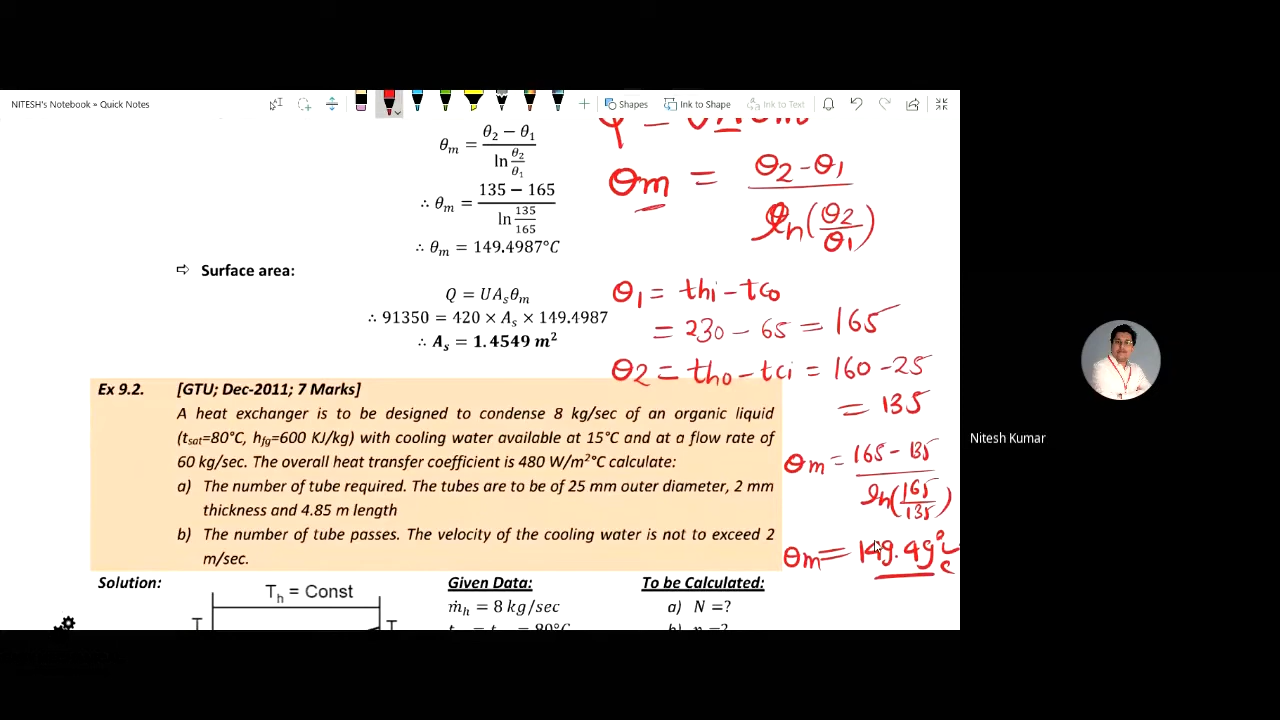 NITESH's Notebook » Quick Notes
Shapes
Ink to Shape
Ink to Text
θm = θ2 − θ1 / ln θ2/θ1
∴ θm = 135 − 165 / ln 135/165
∴ θm = 149.4987°C
⇨ Surface area:
Q = UAsθm
∴ 91350 = 420 × As × 149.4987
∴ As = 1.4549 m²
Ex 9.2. [GTU; Dec-2011; 7 Marks]
A heat exchanger is to be designed to condense 8 kg/sec of an organic liquid
(tsat=80°C, hfg=600 KJ/kg) with cooling water available at 15°C and at a flow rate of
60 kg/sec. The overall heat transfer coefficient is 480 W/m²°C calculate:
a) The number of tube required. The tubes are to be of 25 mm outer diameter, 2 mm
thickness and 4.85 m length
b) The number of tube passes. The velocity of the cooling water is not to exceed 2
m/sec.
Solution:
Th = Const
Given Data:
ṁh = 8 kg/sec
To be Calculated:
a) N =?
θm = θ2 - θ1 / ln(θ2/θ1)
θ1 = thi - tco
= 230 - 65 = 165
θ2 = tho - tci = 160 - 25
= 135
θm = 165 - 135 / ln(165/135)
θm = 149.49°C
Nitesh Kumar